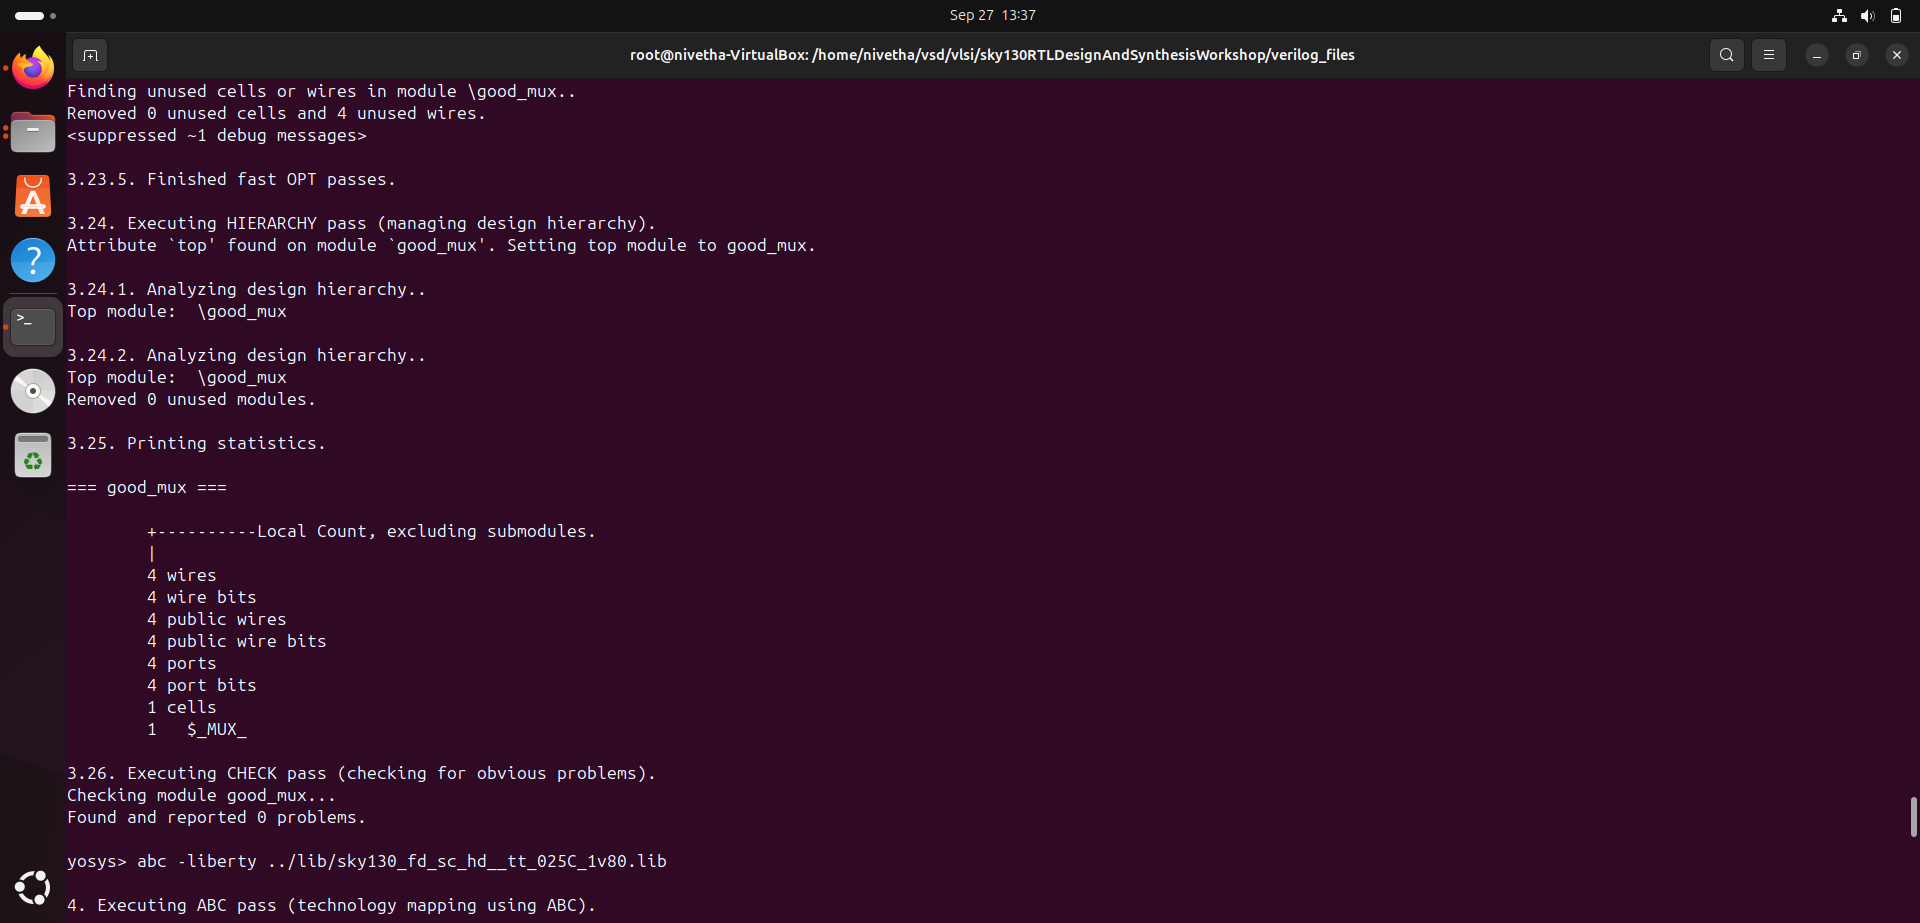 Sep 27 13:37
root@nivetha-VirtualBox: /home/nivetha/vsd/vlsi/sky130RTLDesignAndSynthesisWorkshop/verilog_files
Finding unused cells or wires in module \good_mux..
Removed 0 unused cells and 4 unused wires.
<suppressed ~1 debug messages>
3.23.5. Finished fast OPT passes.
3.24. Executing HIERARCHY pass (managing design hierarchy).
Attribute `top' found on module `good_mux'. Setting top module to good_mux.
3.24.1. Analyzing design hierarchy..
Top module:  \good_mux
3.24.2. Analyzing design hierarchy..
Top module:  \good_mux
Removed 0 unused modules.
3.25. Printing statistics.
=== good_mux ===
+----------Local Count, excluding submodules.
|
4 wires
4 wire bits
4 public wires
4 public wire bits
4 ports
4 port bits
1 cells
1   $_MUX_
3.26. Executing CHECK pass (checking for obvious problems).
Checking module good_mux...
Found and reported 0 problems.
yosys> abc -liberty ../lib/sky130_fd_sc_hd__tt_025C_1v80.lib
4. Executing ABC pass (technology mapping using ABC).